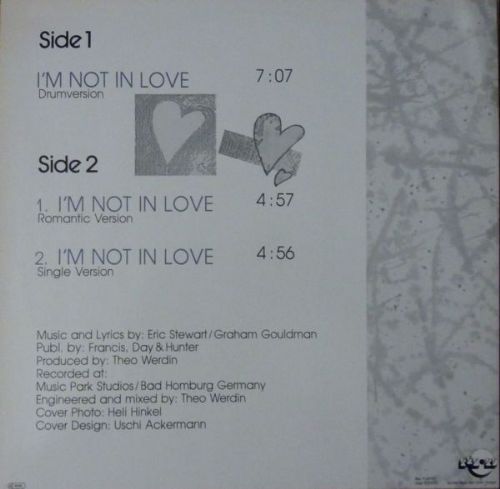 Side 1
I'M NOT IN LOVE 7:07
Drumversion
Side 2
1. I'M NOT IN LOVE 4:57
Romantic Version
2. I'M NOT IN LOVE 4:56
Single Version
Music and Lyrics by: Eric Stewart/Graham Gouldman
Publ. by: Francis, Day & Hunter
Produced by: Theo Werdin
Recorded at:
Music Park Studios/Bad Homburg Germany
Engineered and mixed by: Theo Werdin
Cover Photo: Heli Hinkel
Cover Design: Uschi Ackermann